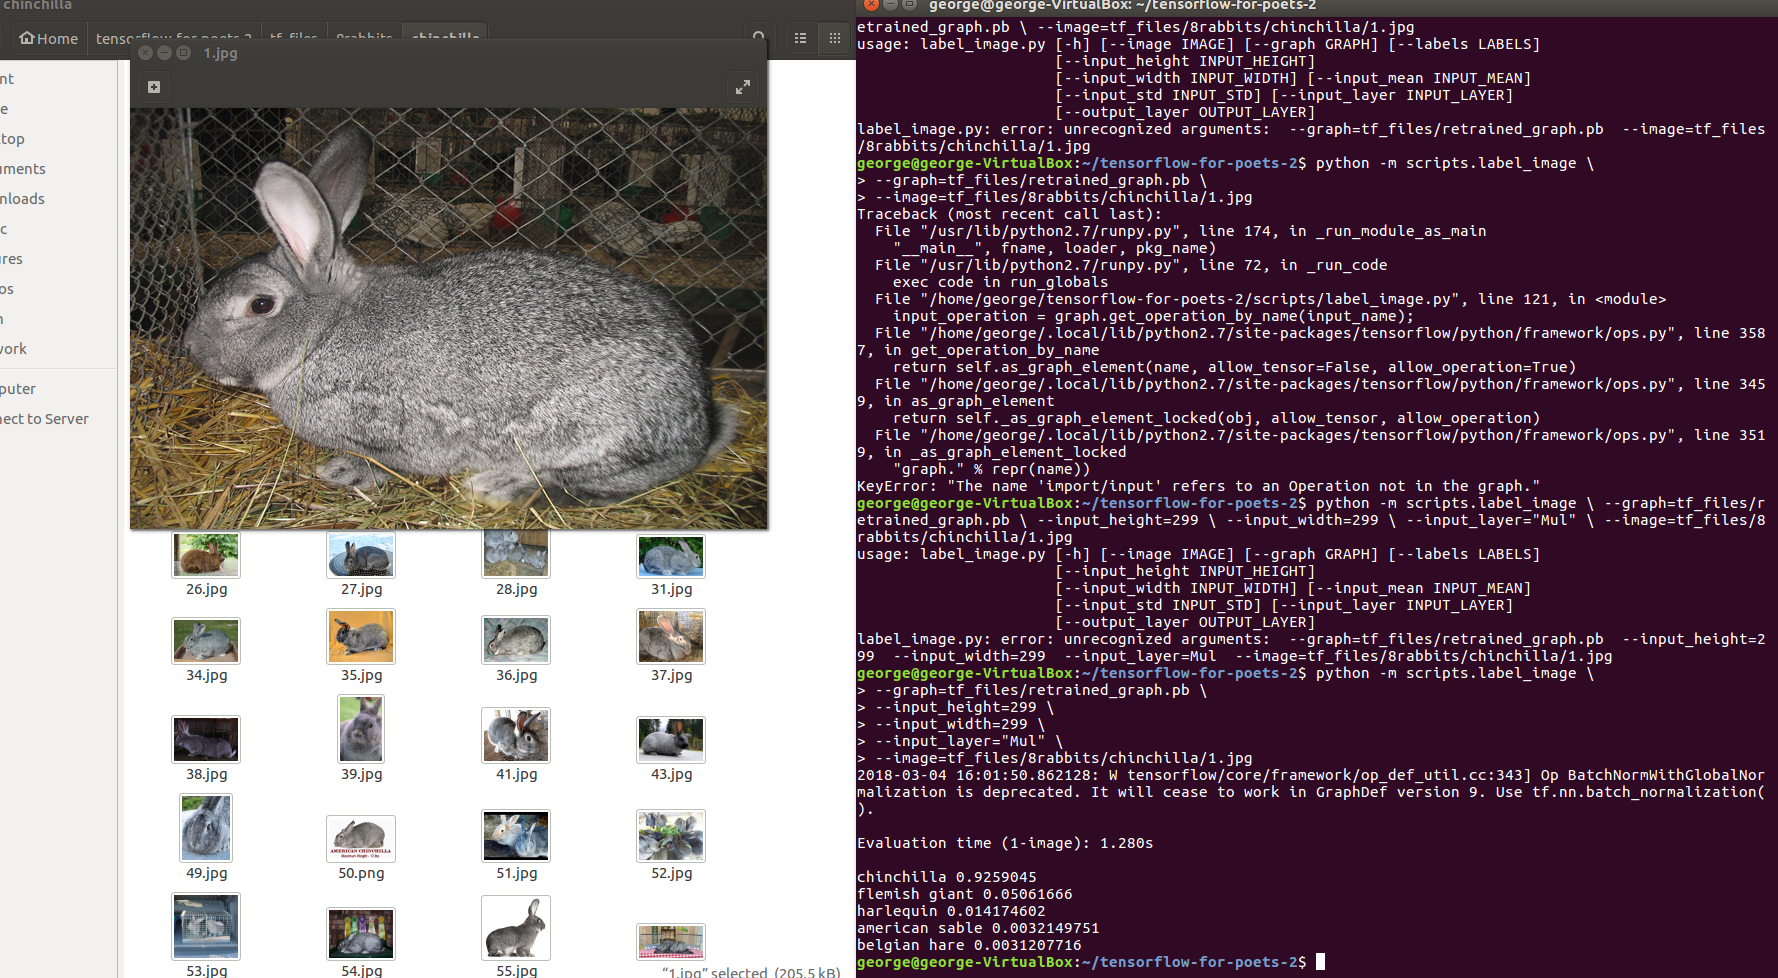 chinchilla
Home
tensorflow-for-poets-2
tf_files
8rabbits
chinchilla
1.jpg
nt
e
top
uments
nloads
c
ures
os
n
work
puter
nect to Server
26.jpg 27.jpg 28.jpg 31.jpg
34.jpg 35.jpg 36.jpg 37.jpg
38.jpg 39.jpg 41.jpg 43.jpg
AMERICAN CHINCHILLA
Maximum Weight - 12 lbs.
49.jpg 50.png 51.jpg 52.jpg
53.jpg 54.jpg 55.jpg
“1.jpg” selected (205.5 kB)
george@george-VirtualBox: ~/tensorflow-for-poets-2
etrained_graph.pb \ --image=tf_files/8rabbits/chinchilla/1.jpg
usage: label_image.py [-h] [--image IMAGE] [--graph GRAPH] [--labels LABELS]
[--input_height INPUT_HEIGHT]
[--input_width INPUT_WIDTH] [--input_mean INPUT_MEAN]
[--input_std INPUT_STD] [--input_layer INPUT_LAYER]
[--output_layer OUTPUT_LAYER]
label_image.py: error: unrecognized arguments:  --graph=tf_files/retrained_graph.pb  --image=tf_files
/8rabbits/chinchilla/1.jpg
george@george-VirtualBox:~/tensorflow-for-poets-2$ python -m scripts.label_image \
> --graph=tf_files/retrained_graph.pb \
> --image=tf_files/8rabbits/chinchilla/1.jpg
Traceback (most recent call last):
File "/usr/lib/python2.7/runpy.py", line 174, in _run_module_as_main
"__main__", fname, loader, pkg_name)
File "/usr/lib/python2.7/runpy.py", line 72, in _run_code
exec code in run_globals
File "/home/george/tensorflow-for-poets-2/scripts/label_image.py", line 121, in <module>
input_operation = graph.get_operation_by_name(input_name);
File "/home/george/.local/lib/python2.7/site-packages/tensorflow/python/framework/ops.py", line 358
7, in get_operation_by_name
return self.as_graph_element(name, allow_tensor=False, allow_operation=True)
File "/home/george/.local/lib/python2.7/site-packages/tensorflow/python/framework/ops.py", line 345
9, in as_graph_element
return self._as_graph_element_locked(obj, allow_tensor, allow_operation)
File "/home/george/.local/lib/python2.7/site-packages/tensorflow/python/framework/ops.py", line 351
9, in _as_graph_element_locked
"graph." % repr(name))
KeyError: "The name 'import/input' refers to an Operation not in the graph."
george@george-VirtualBox:~/tensorflow-for-poets-2$ python -m scripts.label_image \ --graph=tf_files/r
etrained_graph.pb \ --input_height=299 \ --input_width=299 \ --input_layer="Mul" \ --image=tf_files/8
rabbits/chinchilla/1.jpg
usage: label_image.py [-h] [--image IMAGE] [--graph GRAPH] [--labels LABELS]
[--input_height INPUT_HEIGHT]
[--input_width INPUT_WIDTH] [--input_mean INPUT_MEAN]
[--input_std INPUT_STD] [--input_layer INPUT_LAYER]
[--output_layer OUTPUT_LAYER]
label_image.py: error: unrecognized arguments:  --graph=tf_files/retrained_graph.pb  --input_height=2
99  --input_width=299  --input_layer=Mul  --image=tf_files/8rabbits/chinchilla/1.jpg
george@george-VirtualBox:~/tensorflow-for-poets-2$ python -m scripts.label_image \
> --graph=tf_files/retrained_graph.pb \
> --input_height=299 \
> --input_width=299 \
> --input_layer="Mul" \
> --image=tf_files/8rabbits/chinchilla/1.jpg
2018-03-04 16:01:50.862128: W tensorflow/core/framework/op_def_util.cc:343] Op BatchNormWithGlobalNor
malization is deprecated. It will cease to work in GraphDef version 9. Use tf.nn.batch_normalization(
).
Evaluation time (1-image): 1.280s
chinchilla 0.9259045
flemish giant 0.05061666
harlequin 0.014174602
american sable 0.0032149751
belgian hare 0.0031207716
george@george-VirtualBox:~/tensorflow-for-poets-2$